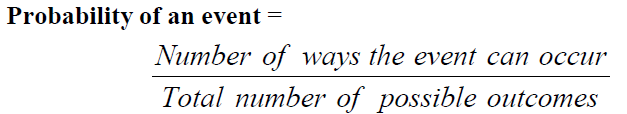 Probability of an event =
Number of ways the event can occur
Total number of possible outcomes